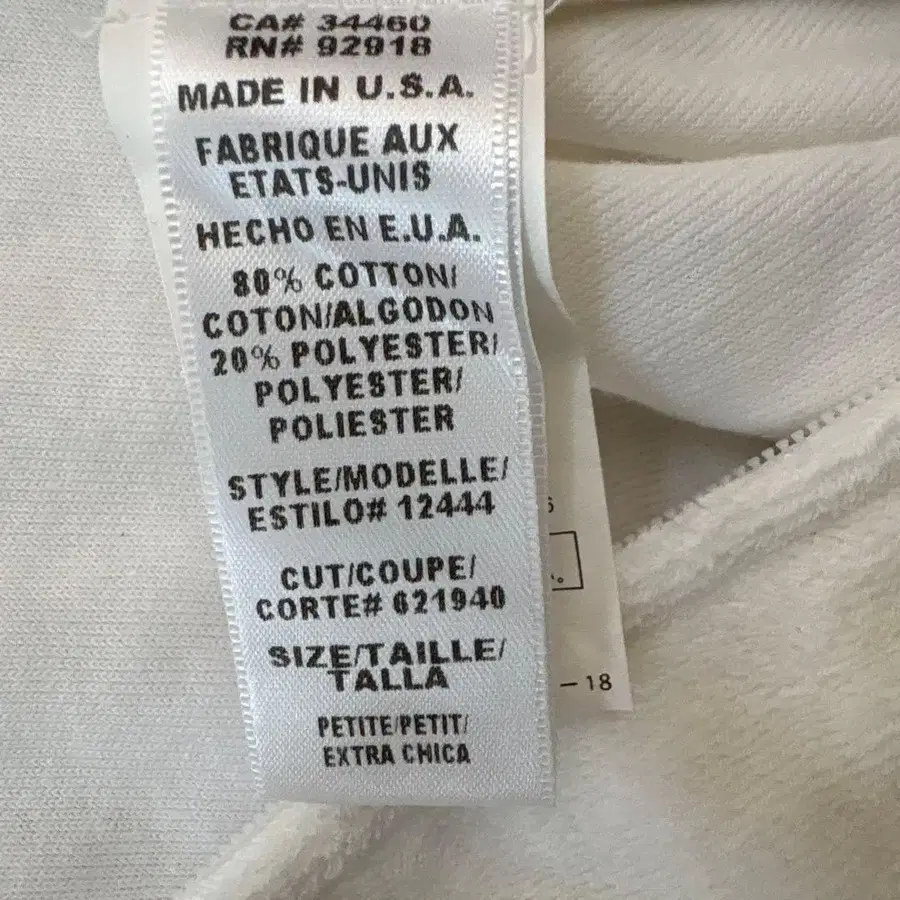 CA# 34460
RN# 92918
MADE IN U.S.A.
FABRIQUE AUX
ETATS-UNIS
HECHO EN E.U.A.
80% COTTON/
COTON/ALGODON
20% POLYESTER/
POLYESTER/
POLIESTER
STYLE/MODELLE/
ESTILO# 12444
CUT/COUPE/
CORTE# 621940
SIZE/TAILLE/
TALLA
PETITE/PETIT/
EXTRA CHICA
– 18